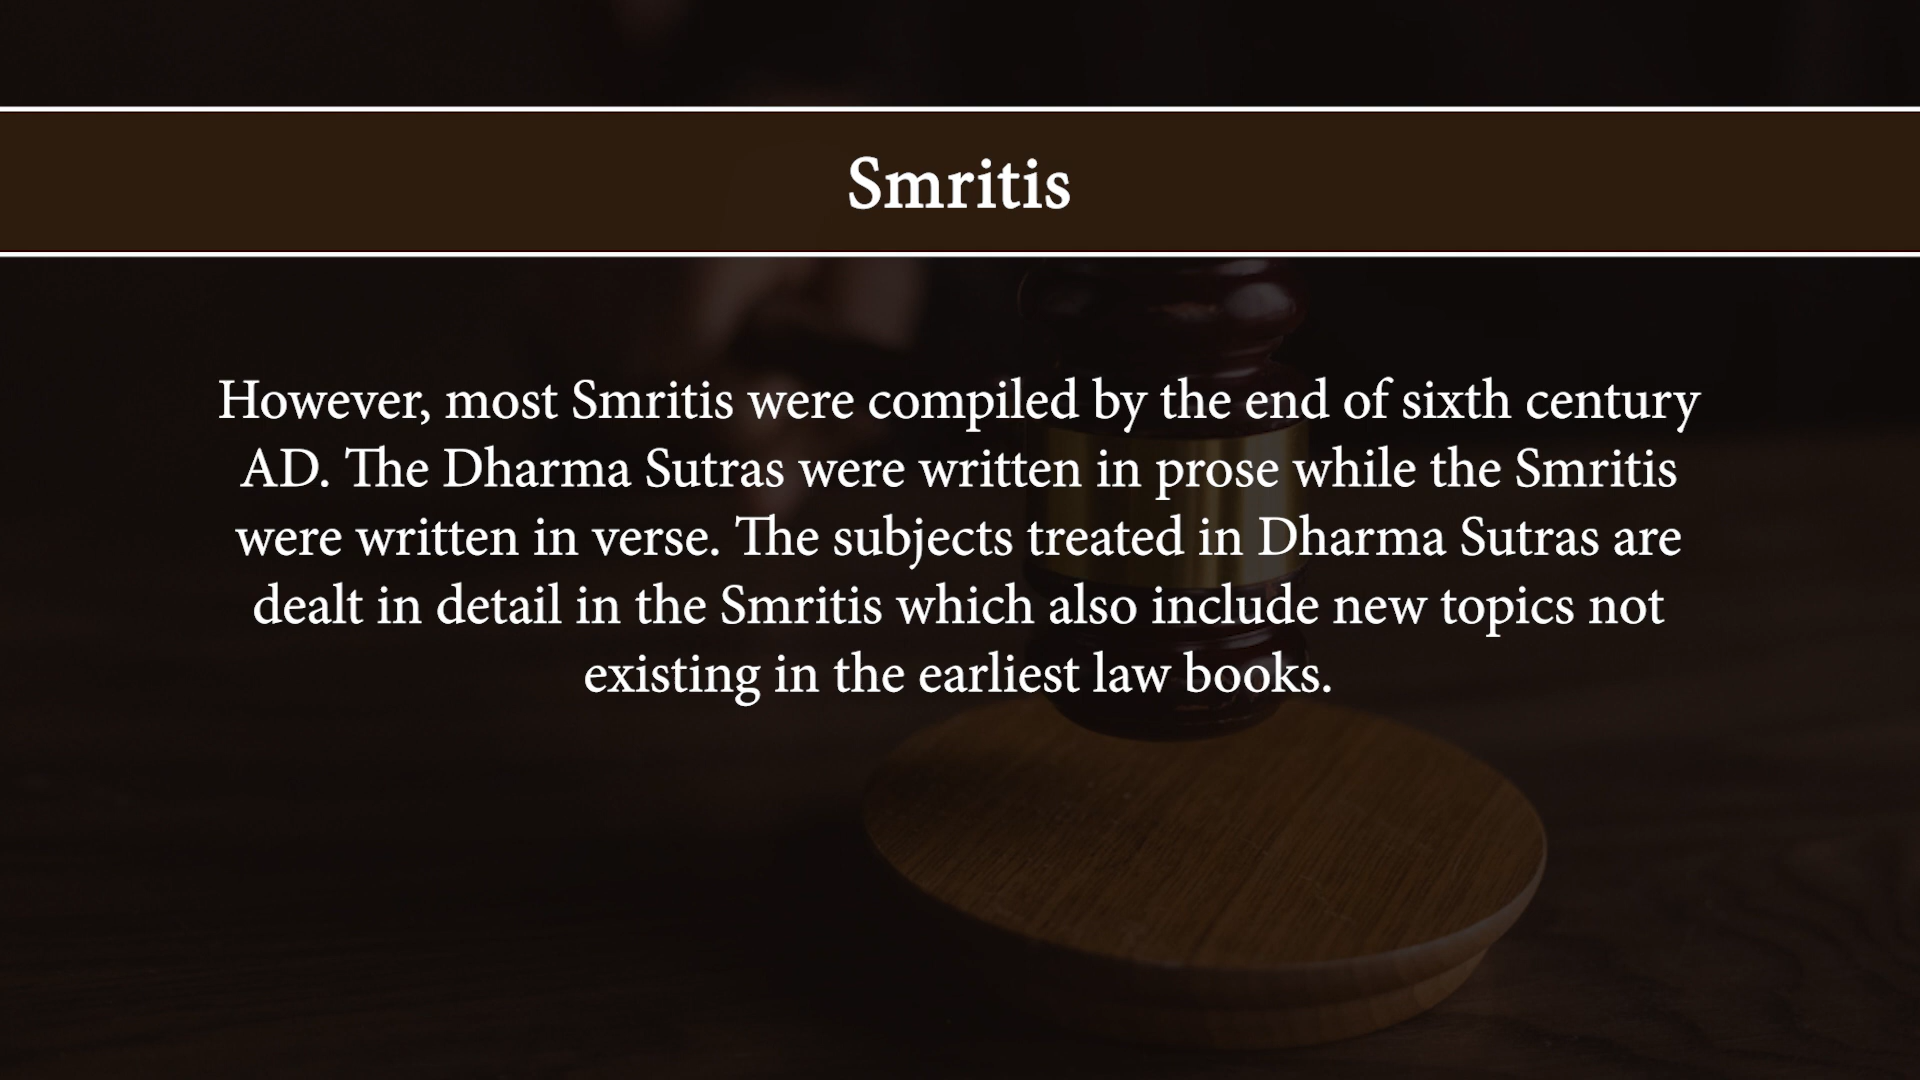 Smritis
However, most Smritis were compiled by the end of sixth century
AD. The Dharma Sutras were written in prose while the Smritis
were written in verse. The subjects treated in Dharma Sutras are
dealt in detail in the Smritis which also include new topics not
existing in the earliest law books.